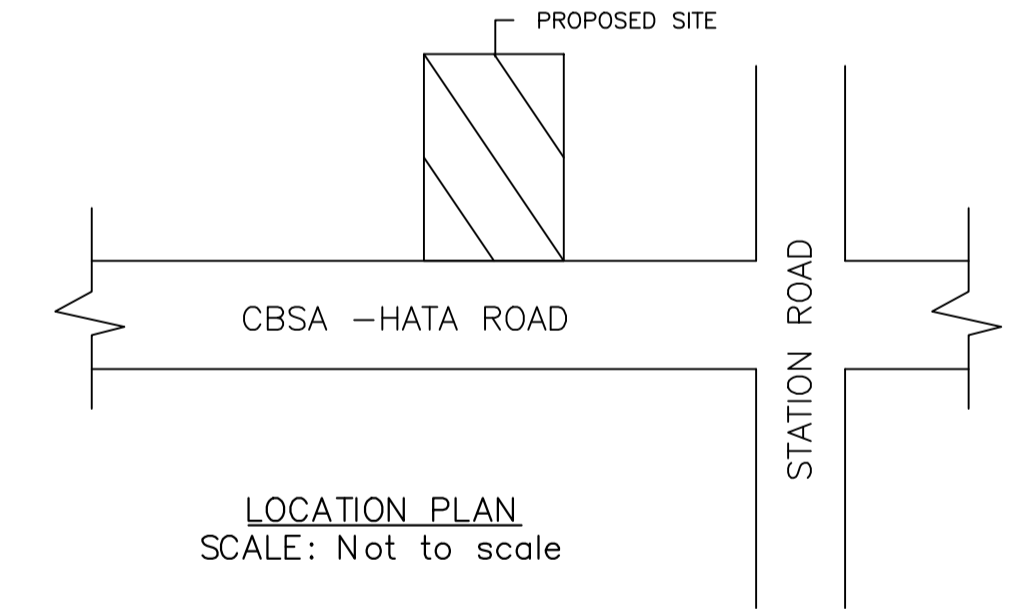 PROPOSED SITE
CBSA -HATA ROAD
STATION ROAD
LOCATION PLAN
SCALE: Not to scale